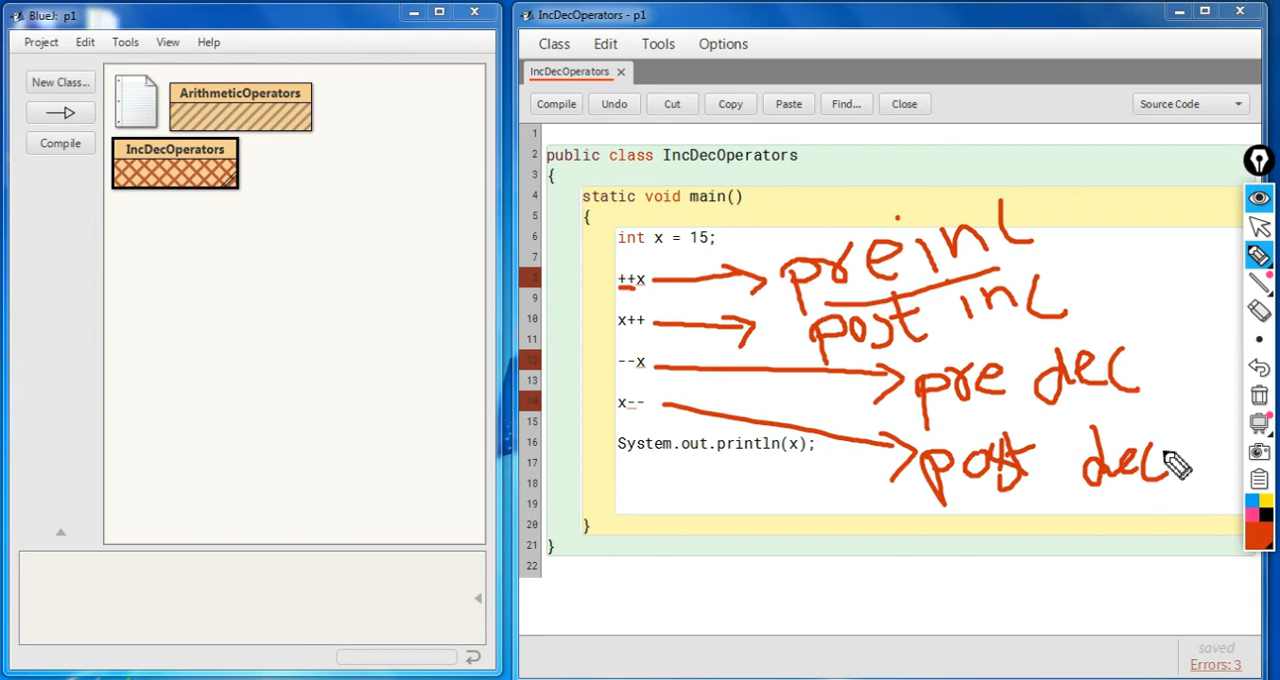 BlueJ: p1
Project Edit Tools View Help
New Class...
Compile
ArithmeticOperators
IncDecOperators
IncDecOperators - p1
Class Edit Tools Options
IncDecOperators X
Compile Undo Cut Copy Paste Find... Close Source Code
1
2 public class IncDecOperators
3 {
4 static void main()
5 {
6 int x = 15;
7
8 ++x pre inc
9
10 x++ post inc
11
12 --x pre dec
13
14 x-- post dec
15
16 System.out.println(x);
17
18
19
20 }
21 }
22
saved
Errors: 3